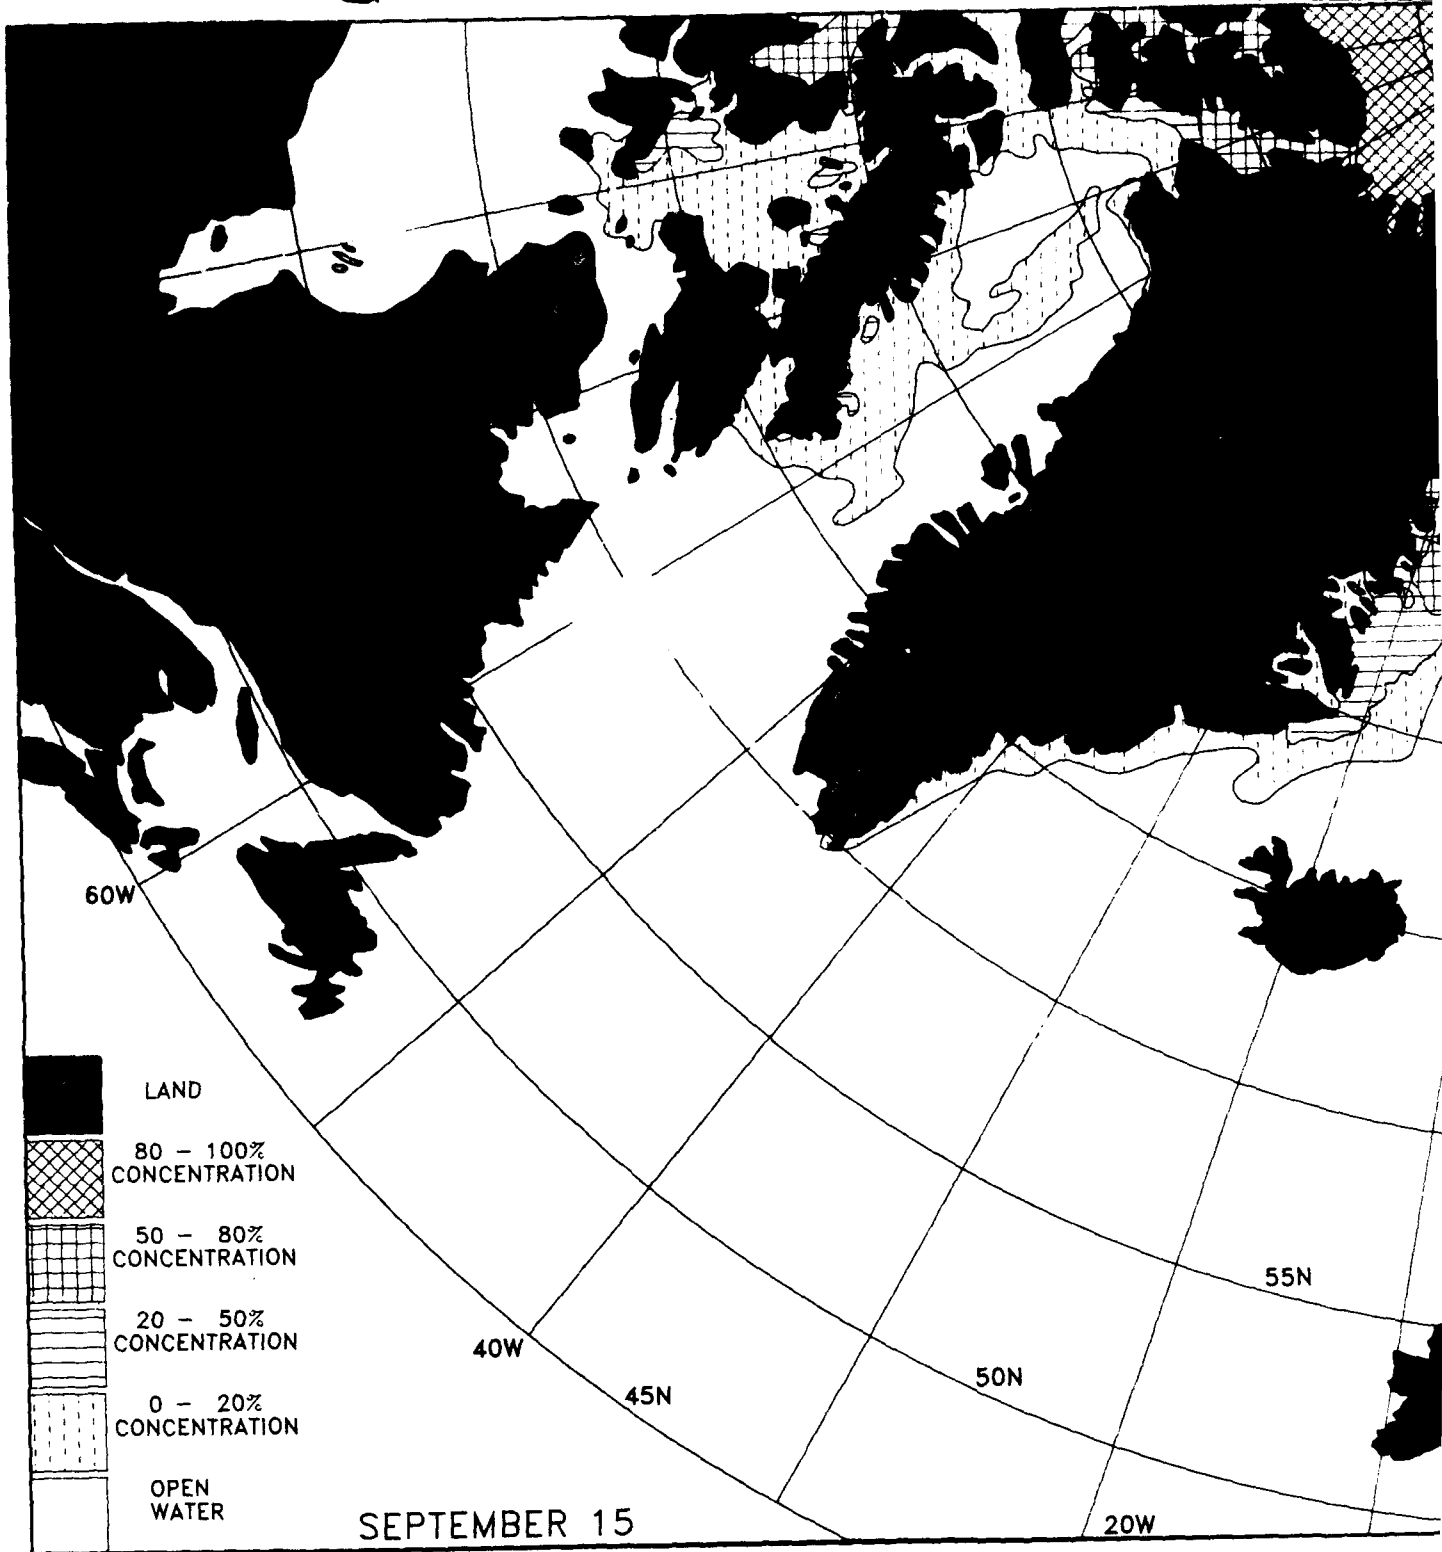 60W
LAND
80 – 100%
CONCENTRATION
50 – 80%
CONCENTRATION
20 – 50%
CONCENTRATION
0 – 20%
CONCENTRATION
OPEN
WATER
55N
50N
40W
45N
SEPTEMBER 15
20W